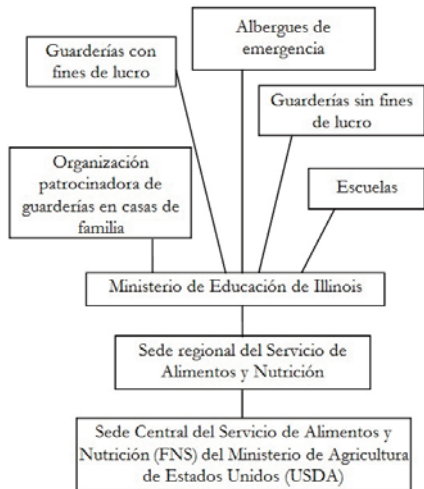 Albergues de
emergencia
Guarderías con
fines de lucro
Guarderías sin fines
de lucro
Organización
patrocinadora de
guarderías en casas de
familia
Escuelas
Ministerio de Educación de Illinois
Sede regional del Servicio de
Alimentos y Nutrición
Sede Central del Servicio de Alimentos y
Nutrición (FNS) del Ministerio de Agricultura
de Estados Unidos (USDA)